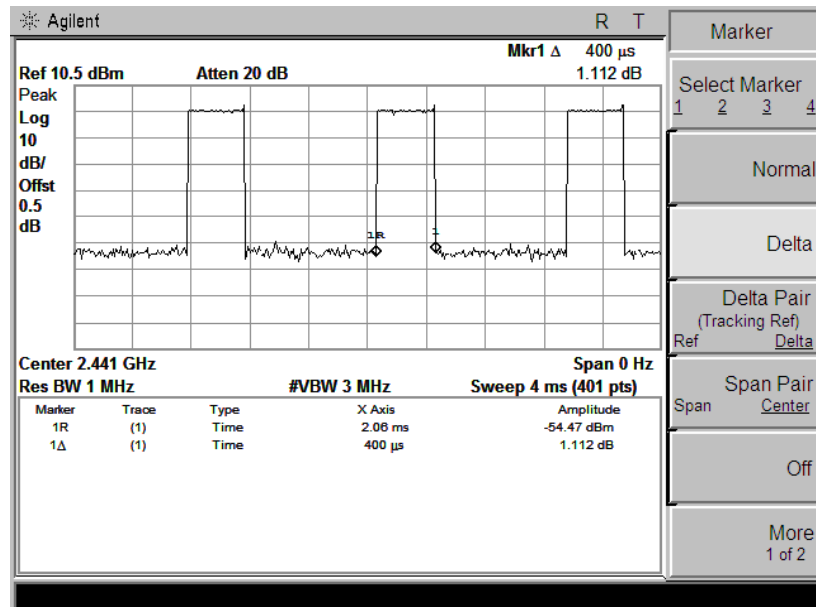 Agilent R T
Mkr1 Δ 400 μs
Ref 10.5 dBm Atten 20 dB 1.112 dB
Peak
Log
10
dB/
Offst
0.5
dB
1R
1
Center 2.441 GHz Span 0 Hz
Res BW 1 MHz #VBW 3 MHz Sweep 4 ms (401 pts)
Marker Trace Type X Axis Amplitude
1R (1) Time 2.06 ms -54.47 dBm
1Δ (1) Time 400 μs 1.112 dB
Marker
Select Marker
1 2 3 4
Normal
Delta
Delta Pair
(Tracking Ref)
Ref Delta
Span Pair
Span Center
Off
More
1 of 2